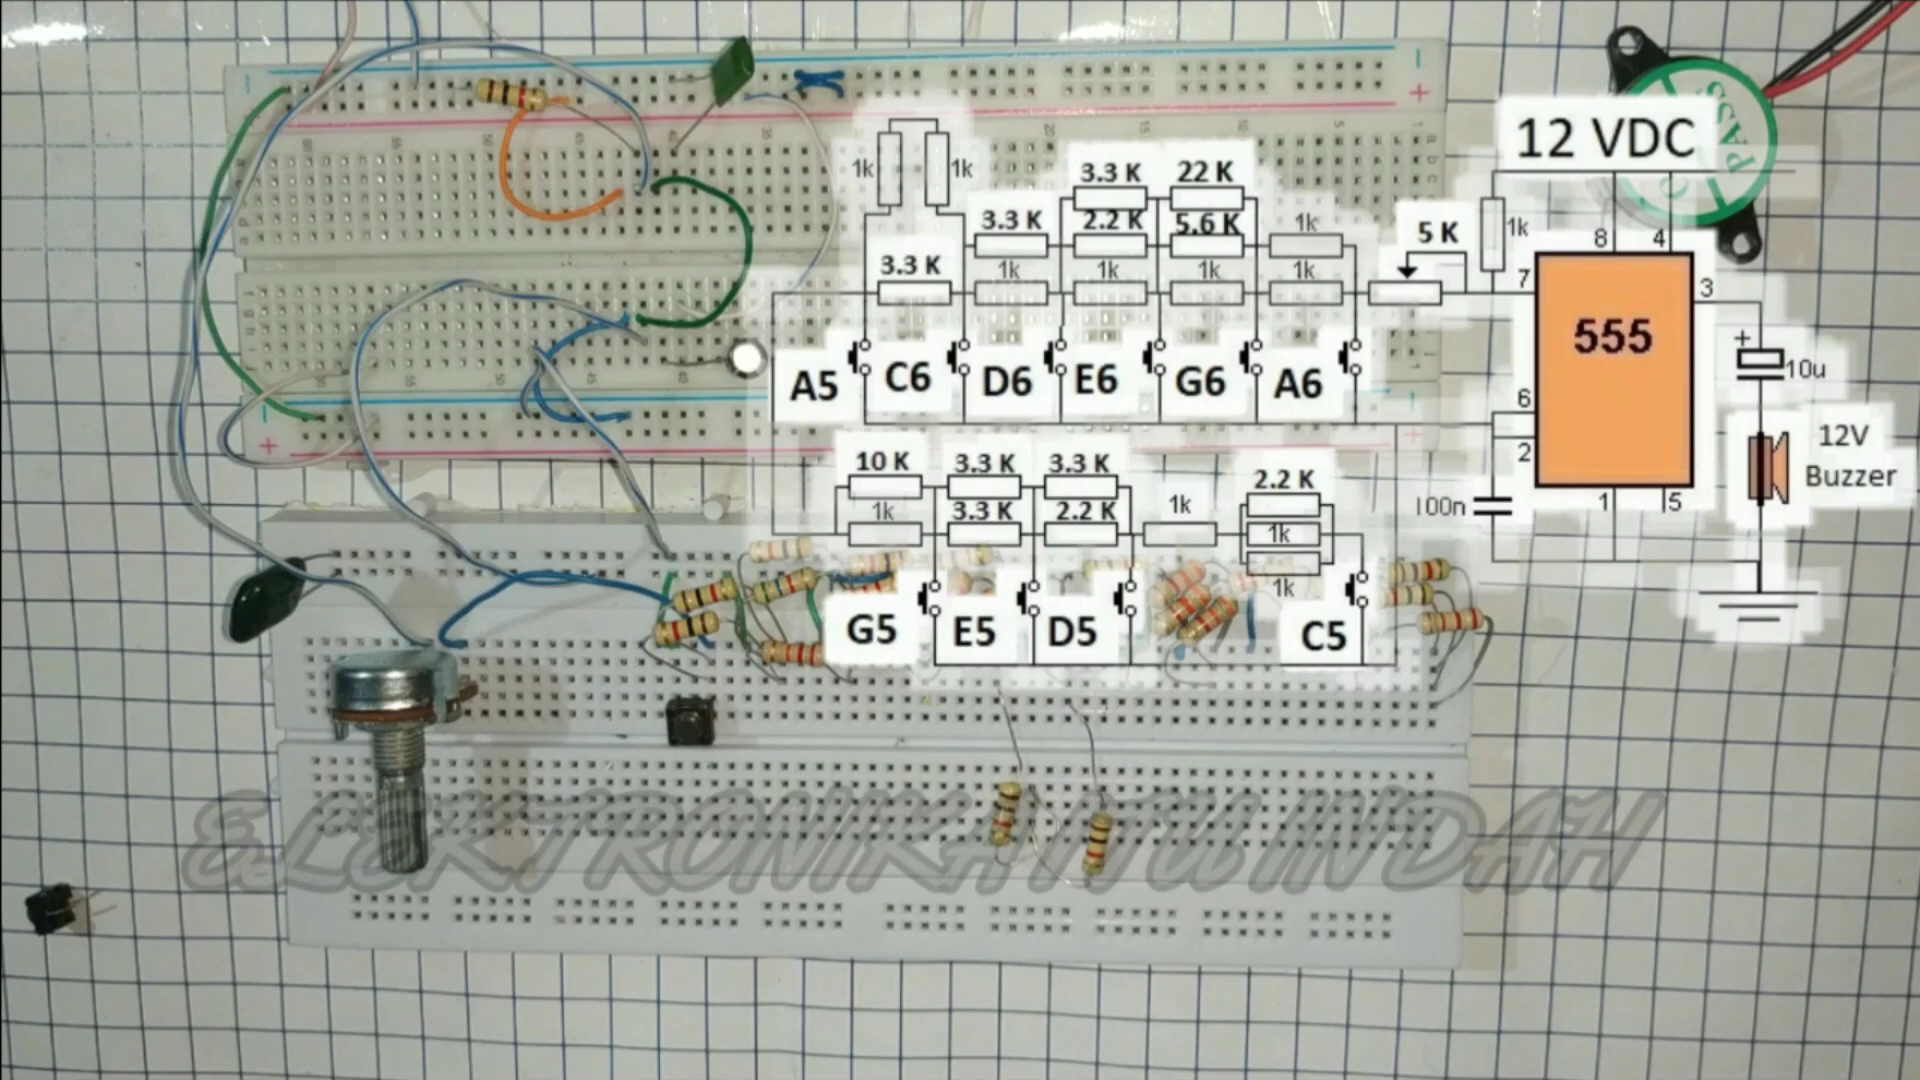 PASS
12 VDC
1k
1k
3.3 K
22 K
3.3 K
2.2 K
5.6 K
1k
5 K
1k
8
4
3.3 K
1k
1k
1k
1k
7
3
555
+
10u
A5
C6
D6
E6
G6
A6
6
2
12V
Buzzer
10 K
3.3 K
3.3 K
2.2 K
1k
3.3 K
2.2 K
1k
1k
1k
100n
1
5
G5
E5
D5
C5
ELEKTRONIKA ITU INDAH